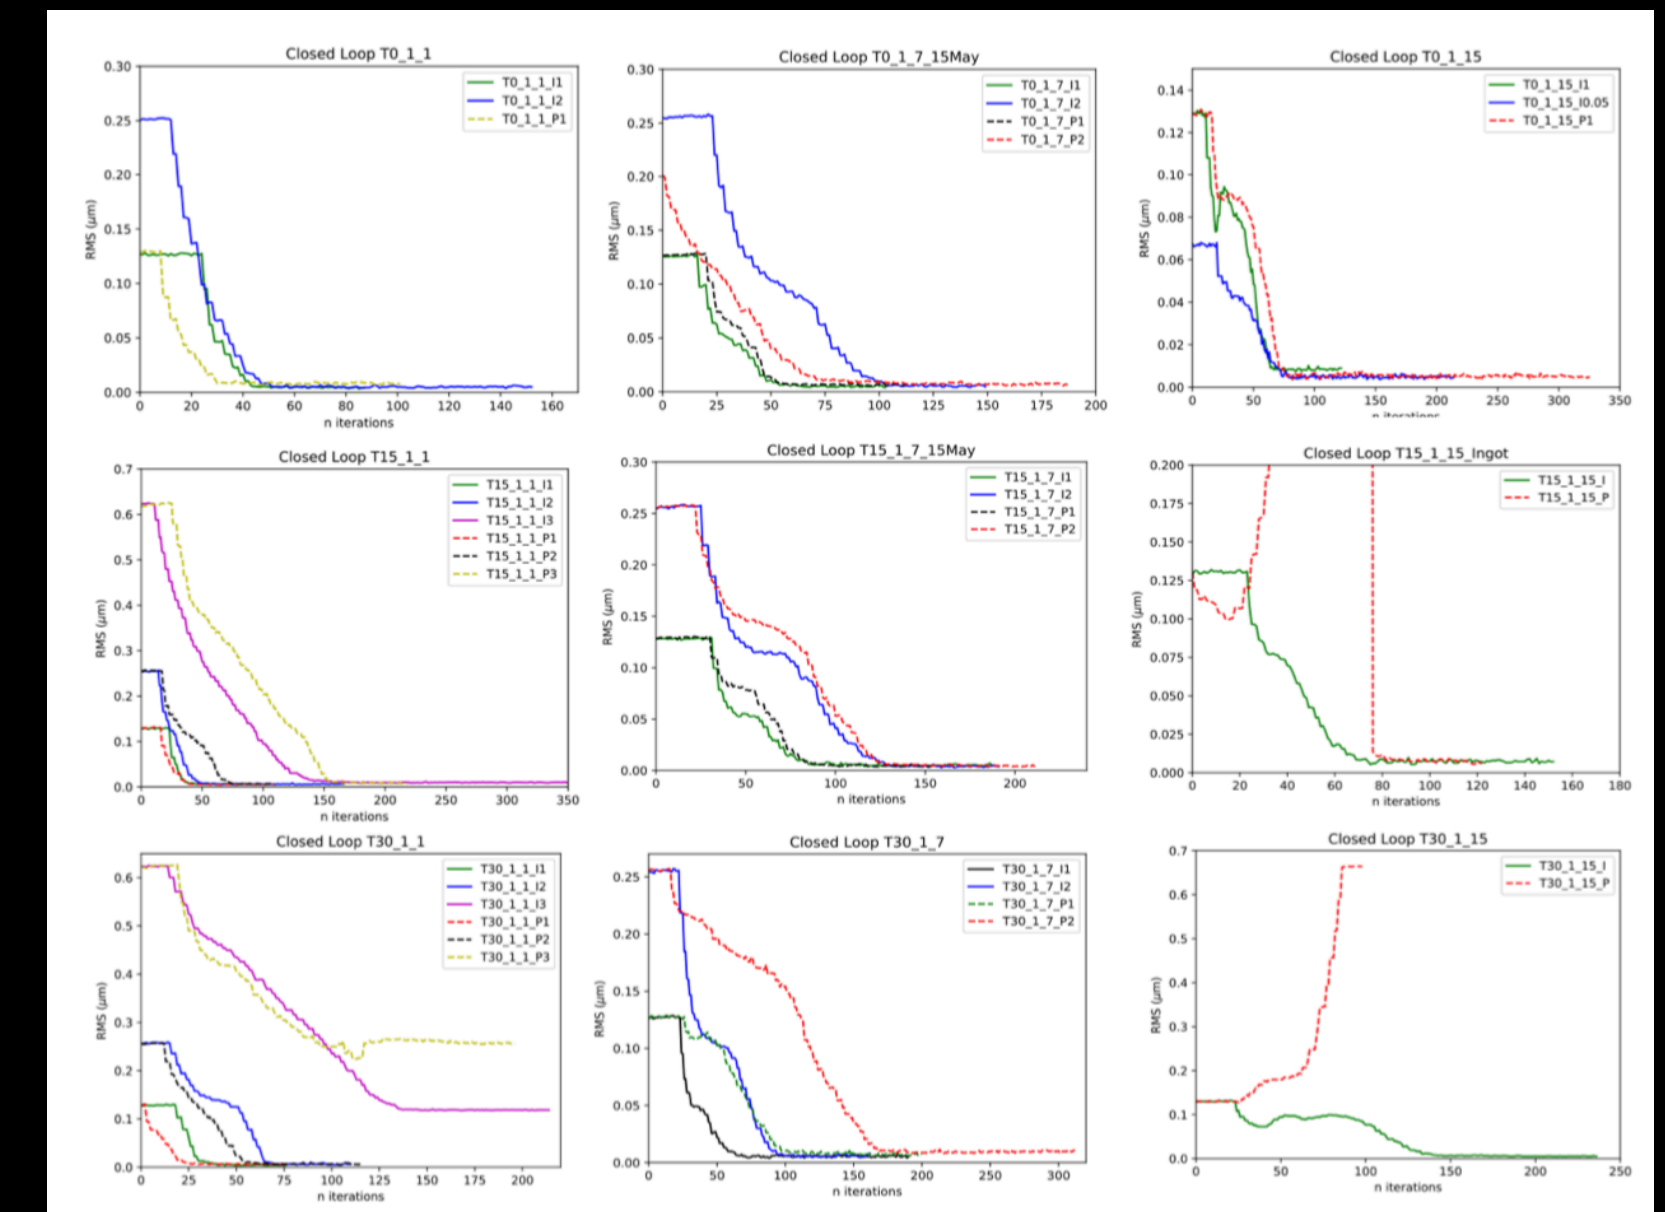 Closed Loop T0_1_1
0.30
0.25
0.20
0.15
0.10
0.05
0.00
RMS (μm)
T0_1_1_I1
T0_1_1_I2
T0_1_1_P1
0 20 40 60 80 100 120 140 160
n iterations
Closed Loop T0_1_7_15May
0.30
0.25
0.20
0.15
0.10
0.05
0.00
RMS (μm)
T0_1_7_I1
T0_1_7_I2
T0_1_7_P1
T0_1_7_P2
0 25 50 75 100 125 150 175 200
n iterations
Closed Loop T0_1_15
0.14
0.12
0.10
0.08
0.06
0.04
0.02
0.00
RMS (μm)
T0_1_15_I1
T0_1_15_I0.05
T0_1_15_P1
0 50 100 150 200 250 300 350
n iterations
Closed Loop T15_1_1
0.7
0.6
0.5
0.4
0.3
0.2
0.1
0.0
RMS (μm)
T15_1_1_I1
T15_1_1_I2
T15_1_1_I3
T15_1_1_P1
T15_1_1_P2
T15_1_1_P3
0 50 100 150 200 250 300 350
n iterations
Closed Loop T15_1_7_15May
0.30
0.25
0.20
0.15
0.10
0.05
0.00
RMS (μm)
T15_1_7_I1
T15_1_7_I2
T15_1_7_P1
T15_1_7_P2
0 50 100 150 200
n iterations
Closed Loop T15_1_15_Ingot
0.200
0.175
0.150
0.125
0.100
0.075
0.050
0.025
0.000
RMS (μm)
T15_1_15_I
T15_1_15_P
0 20 40 60 80 100 120 140 160 180
n iterations
Closed Loop T30_1_1
0.6
0.5
0.4
0.3
0.2
0.1
0.0
RMS (μm)
T30_1_1_I1
T30_1_1_I2
T30_1_1_I3
T30_1_1_P1
T30_1_1_P2
T30_1_1_P3
0 25 50 75 100 125 150 175 200
n iterations
Closed Loop T30_1_7
0.25
0.20
0.15
0.10
0.05
0.00
RMS (μm)
T30_1_7_I1
T30_1_7_I2
T30_1_7_P1
T30_1_7_P2
0 50 100 150 200 250 300
n iterations
Closed Loop T30_1_15
0.7
0.6
0.5
0.4
0.3
0.2
0.1
0.0
RMS (μm)
T30_1_15_I
T30_1_15_P
0 50 100 150 200 250
n iterations